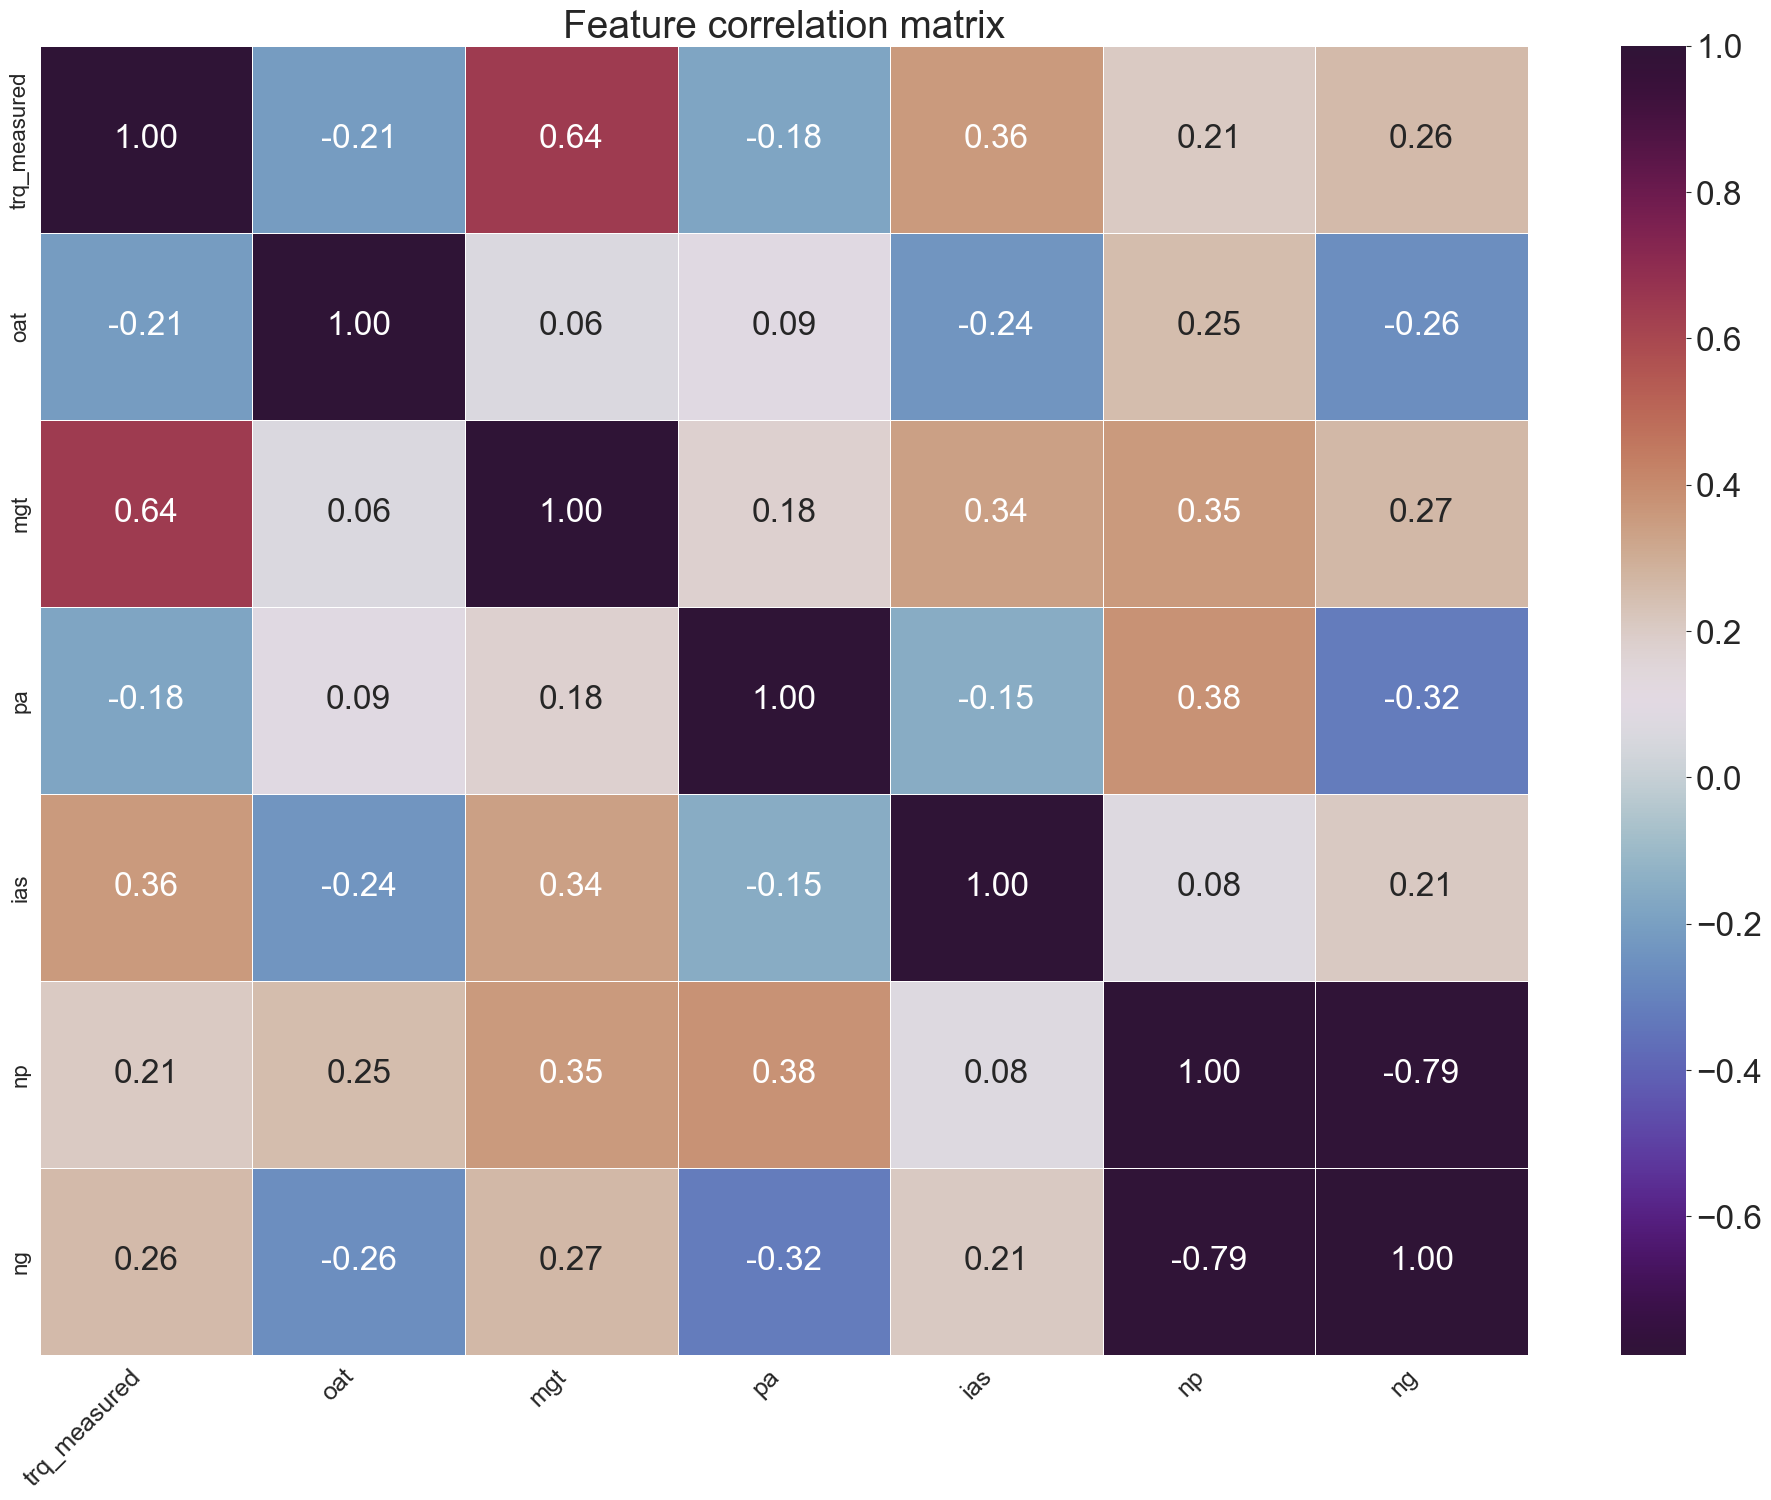 Feature correlation matrix
trq_measured 1.00 -0.21 0.64 -0.18 0.36 0.21 0.26
oat -0.21 1.00 0.06 0.09 -0.24 0.25 -0.26
mgt 0.64 0.06 1.00 0.18 0.34 0.35 0.27
pa -0.18 0.09 0.18 1.00 -0.15 0.38 -0.32
ias 0.36 -0.24 0.34 -0.15 1.00 0.08 0.21
np 0.21 0.25 0.35 0.38 0.08 1.00 -0.79
ng 0.26 -0.26 0.27 -0.32 0.21 -0.79 1.00
trq_measured oat mgt pa ias np ng
1.0
0.8
0.6
0.4
0.2
0.0
−0.2
−0.4
−0.6